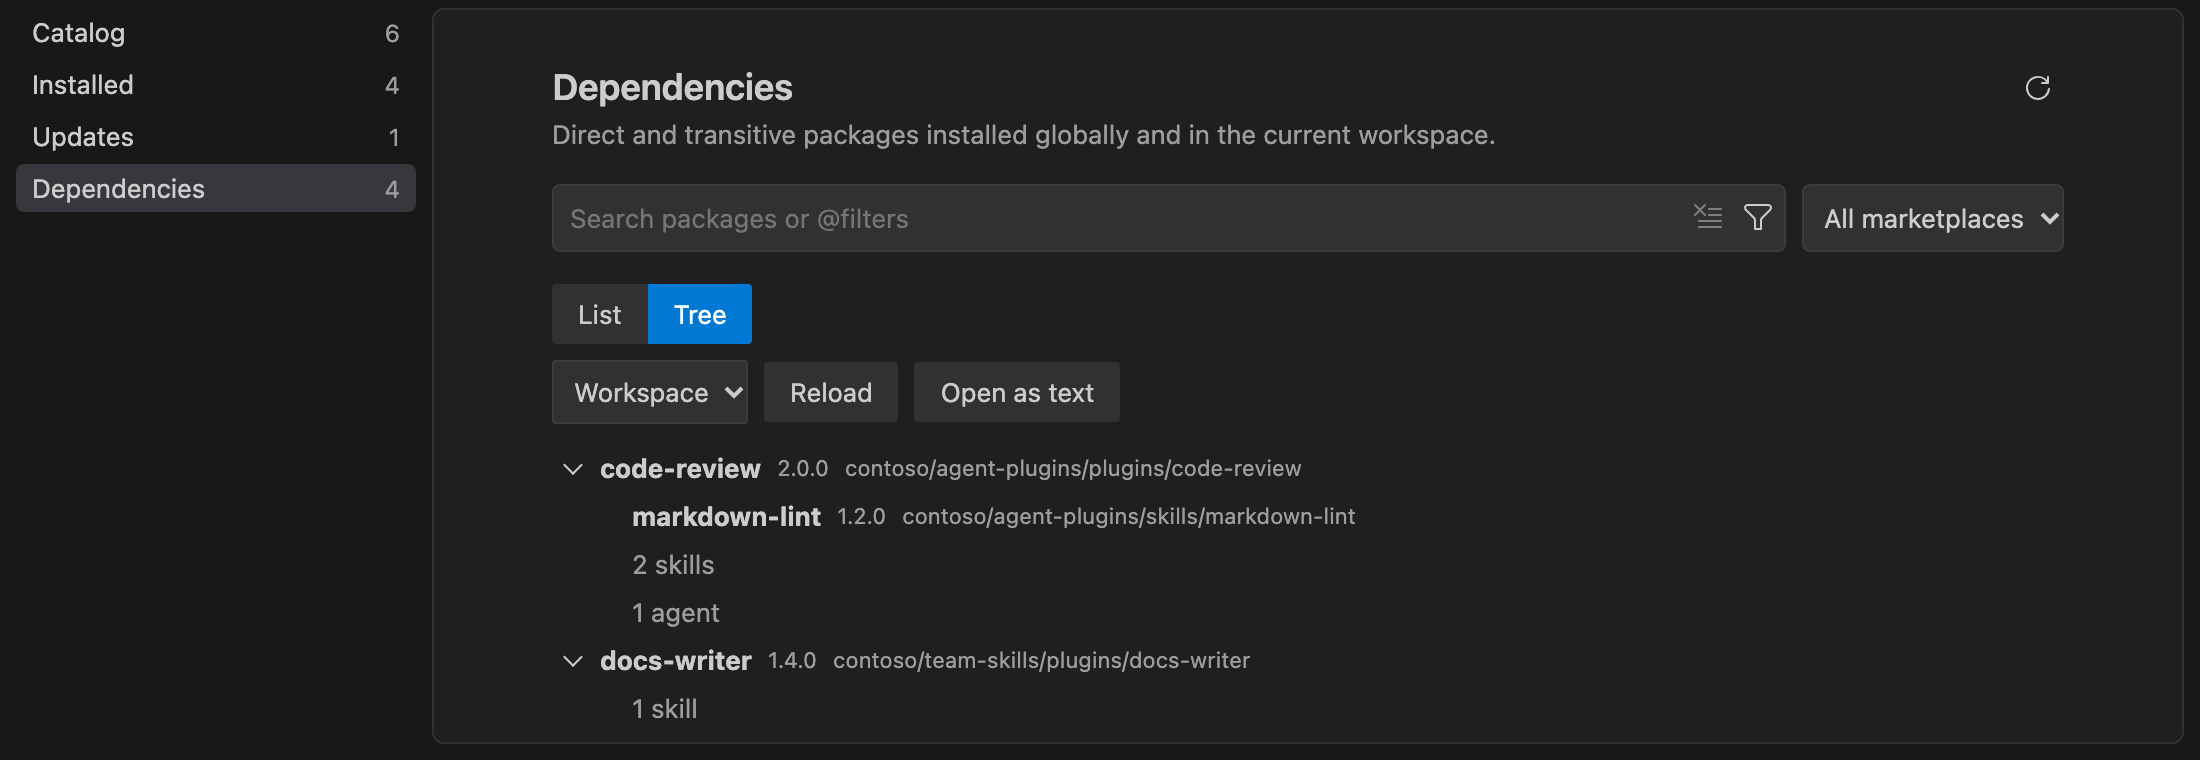 Catalog 6
Installed 4
Updates 1
Dependencies 4
Dependencies
Direct and transitive packages installed globally and in the current workspace.
Search packages or @filters
All marketplaces
List Tree
Workspace Reload Open as text
code-review 2.0.0 contoso/agent-plugins/plugins/code-review
markdown-lint 1.2.0 contoso/agent-plugins/skills/markdown-lint
2 skills
1 agent
docs-writer 1.4.0 contoso/team-skills/plugins/docs-writer
1 skill